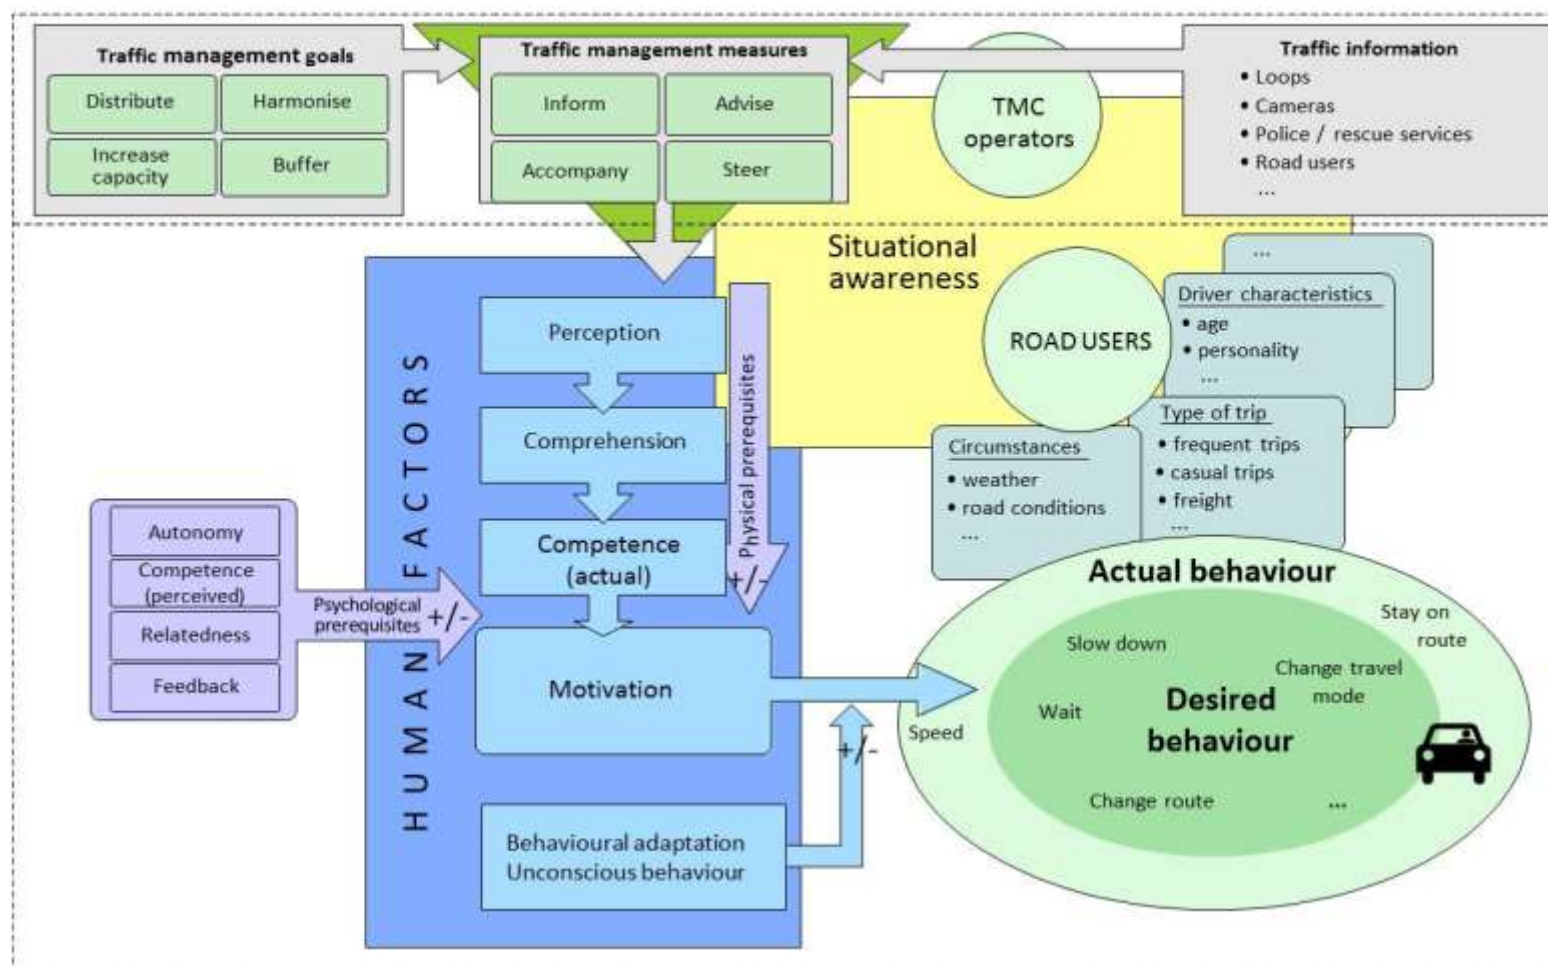 Traffic management goals
Distribute
Harmonise
Increase
capacity
Buffer
Traffic management measures
Inform
Advise
Accompany
Steer
TMC
operators
Traffic information
• Loops
• Cameras
• Police / rescue services
• Road users
...
Situational
awareness
ROAD USERS
...
Driver characteristics
• age
• personality
...
Type of trip
• frequent trips
• casual trips
• freight
...
Circumstances
• weather
• road conditions
...
HUMAN FACTORS
Perception
Comprehension
Competence
(actual)
Motivation
Behavioural adaptation
Unconscious behaviour
Physical prerequisites
+/-
Autonomy
Competence
(perceived)
Relatedness
Feedback
Psychological
prerequisites
+/-
+/-
Actual behaviour
Stay on
route
Slow down
Change travel
mode
Wait
Desired
behaviour
Speed
Change route
...